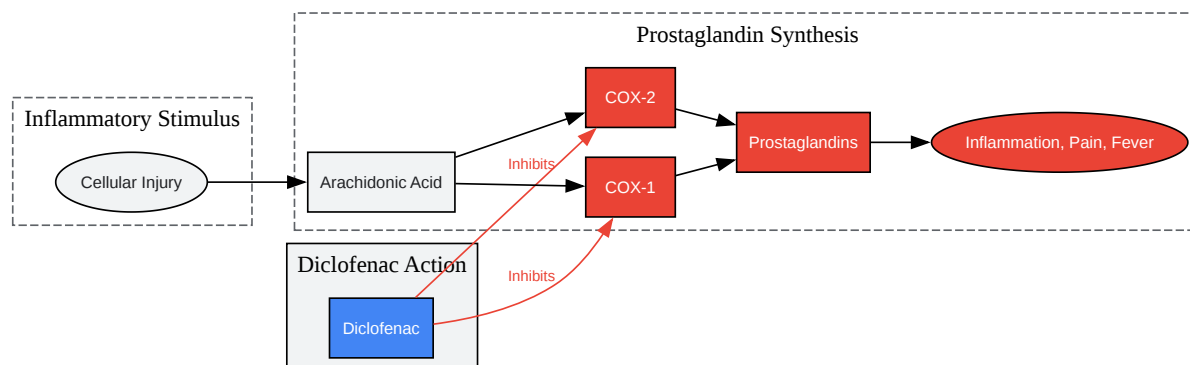 Prostaglandin Synthesis
Inflammatory Stimulus
COX-2
Prostaglandins
Inflammation, Pain, Fever
Inhibits
Cellular Injury
Arachidonic Acid
COX-1
Diclofenac Action
Inhibits
Diclofenac